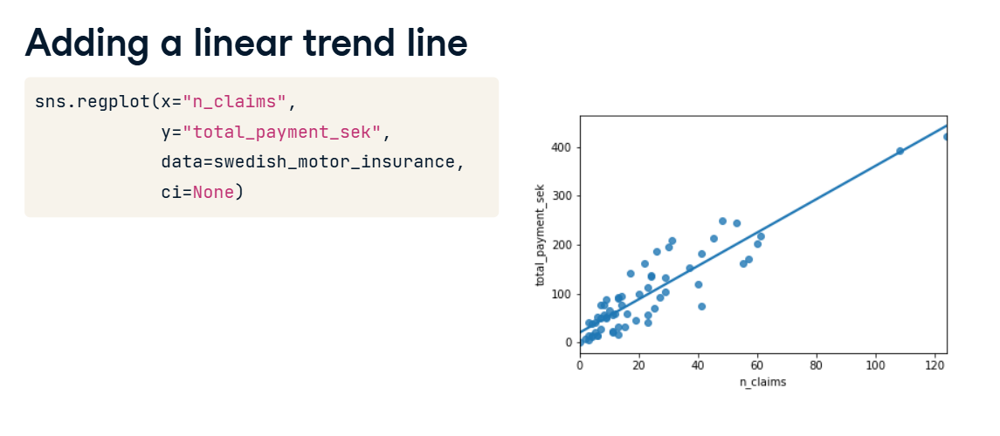 Adding a linear trend line
sns.regplot(x="n_claims",
y="total_payment_sek",
data=swedish_motor_insurance,
ci=None)
total_payment_sek
400
300
200
100
0
0 20 40 60 80 100 120
n_claims